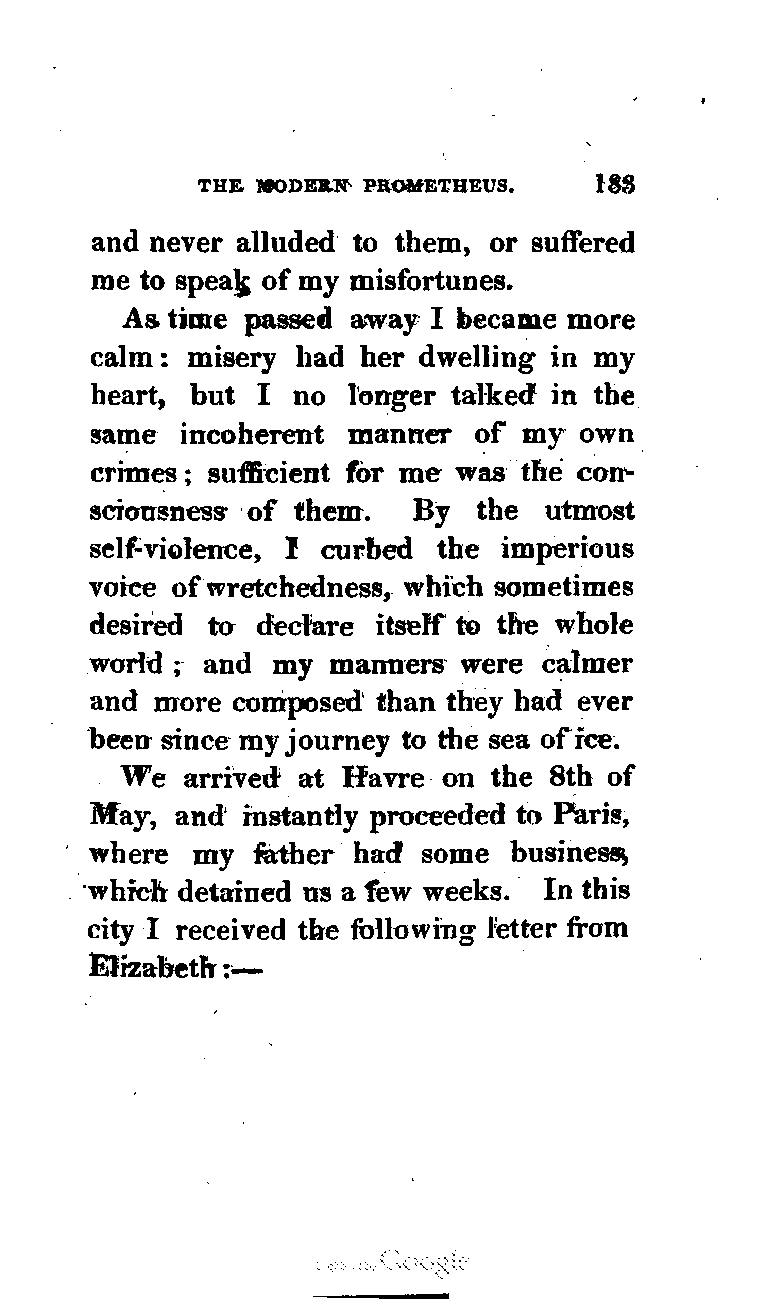 THE MODERN PROMETHEUS. 183
and never alluded to them, or suffered
me to speak of my misfortunes.
As time passed away I became more
calm: misery had her dwelling in my
heart, but I no longer talked in the
same incoherent manner of my own
crimes; sufficient for me was the con-
sciousness of them. By the utmost
self-violence, I curbed the imperious
voice of wretchedness, which sometimes
desired to declare itself to the whole
world; and my manners were calmer
and more composed than they had ever
been since my journey to the sea of ice.
We arrived at Havre on the 8th of
May, and instantly proceeded to Paris,
where my father had some business,
which detained us a few weeks. In this
city I received the following letter from
Elizabeth:—
Google